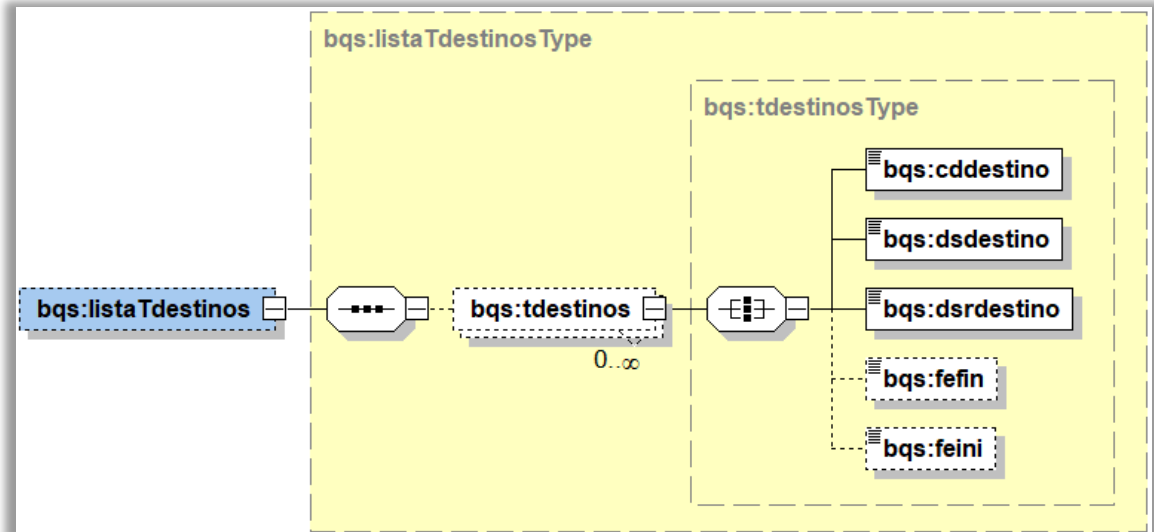 bqs:listaTdestinosType
bqs:tdestinosType
bqs:cddestino
bqs:dsdestino
bqs:listaTdestinos
bqs:tdestinos
bqs:dsrdestino
0..∞
bqs:fefin
bqs:feini